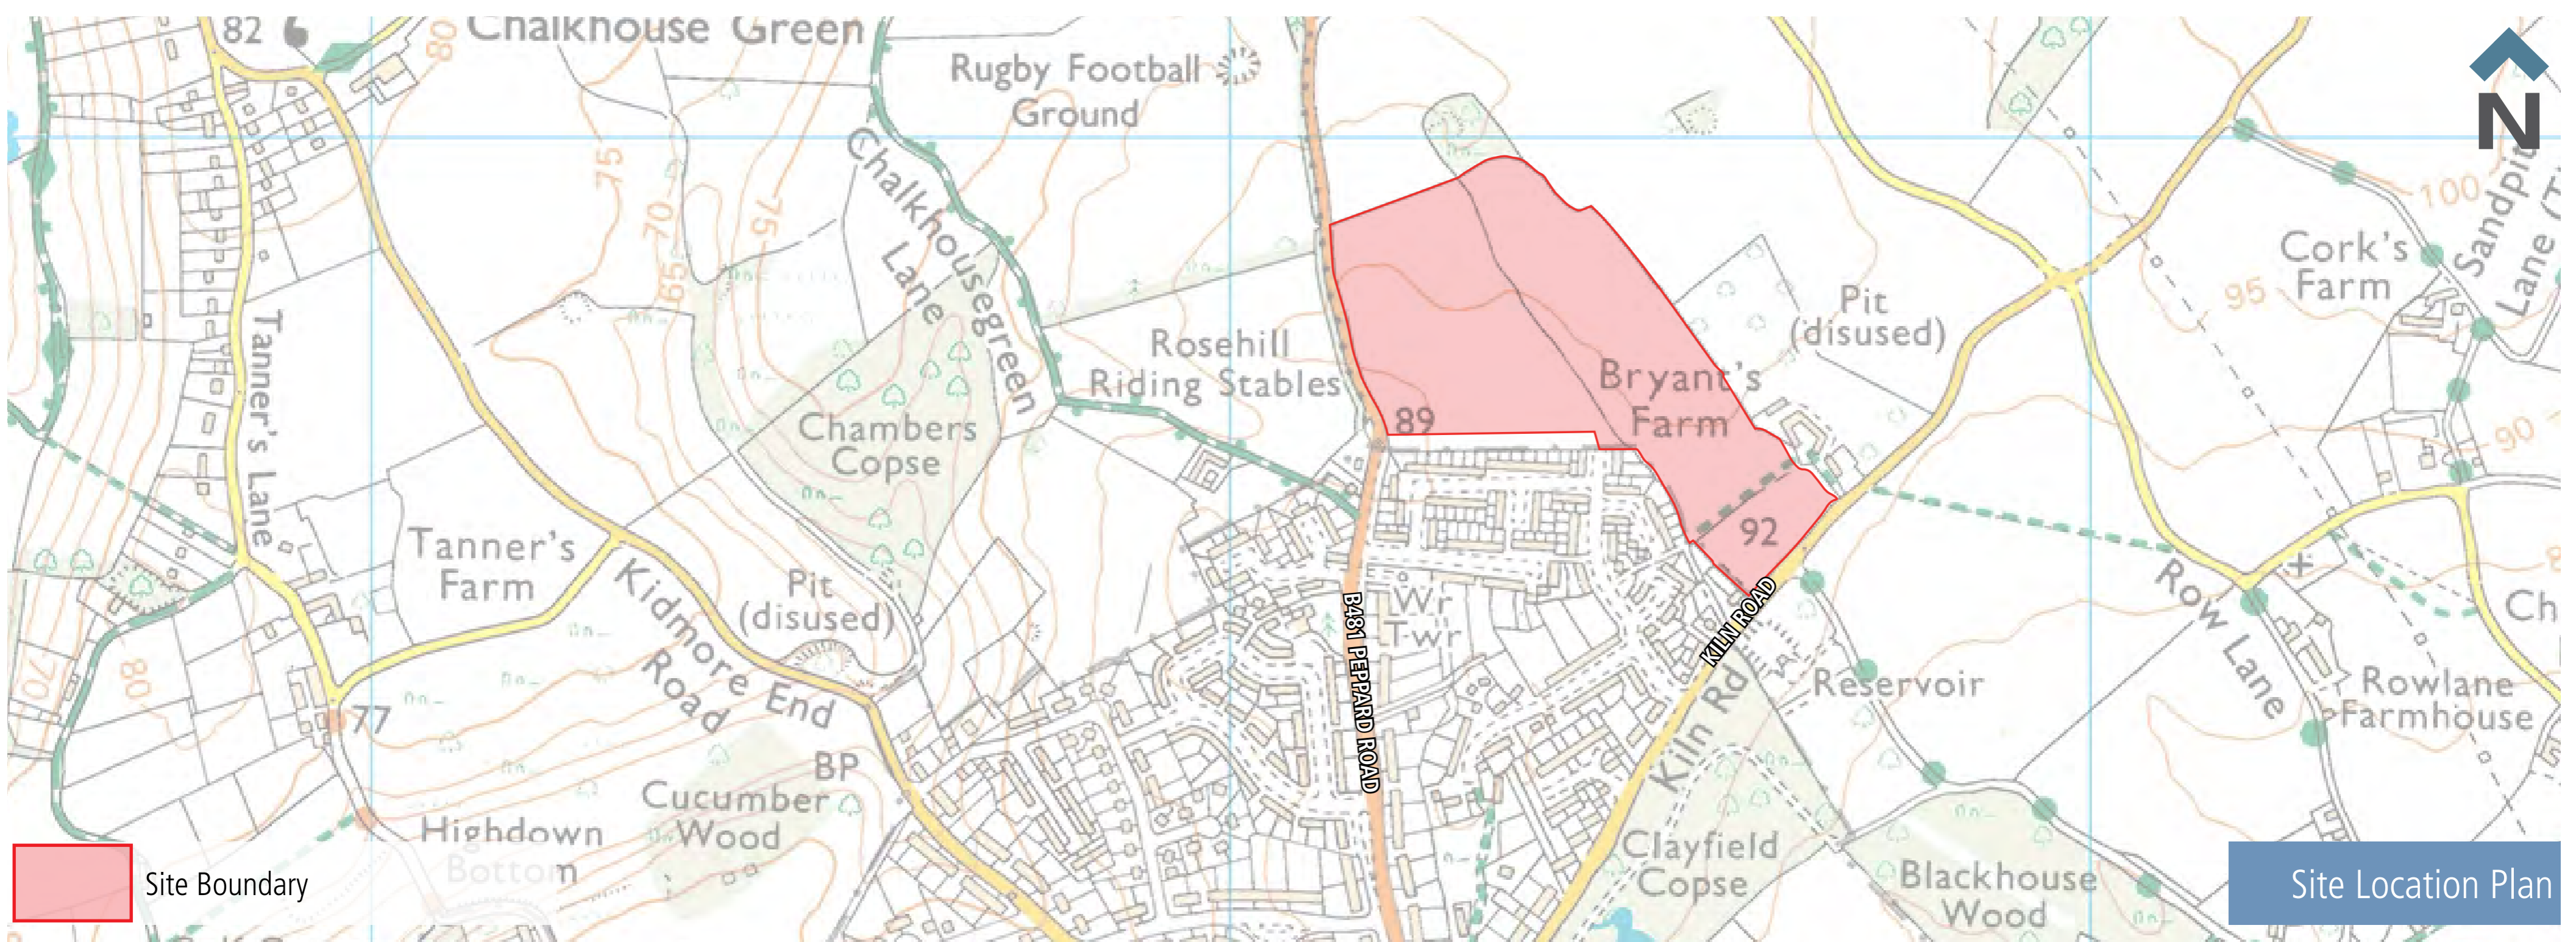 82
80
Chalkhouse Green
Rugby Football
Ground
N
75
70
65
75
Chalkhousegreen
Lane
100
Sandpit
Lane (T
Cork's
Farm
95
90
Pit
(disused)
Rosehill
Riding Stables
Bryant's
Farm
89
92
Tanner's Lane
Chambers
Copse
Tanner's
Farm
Kidmore End
Road
Pit
(disused)
Wr
Twr
B481 PEPPARD ROAD
KILN ROAD
Kiln Rd
Reservoir
Row Lane
Ch
Rowlane
Farmhouse
70
80
77
BP
Cucumber
Wood
Highdown
Bottom
Clayfield
Copse
Blackhouse
Wood
Site Boundary
Site Location Plan